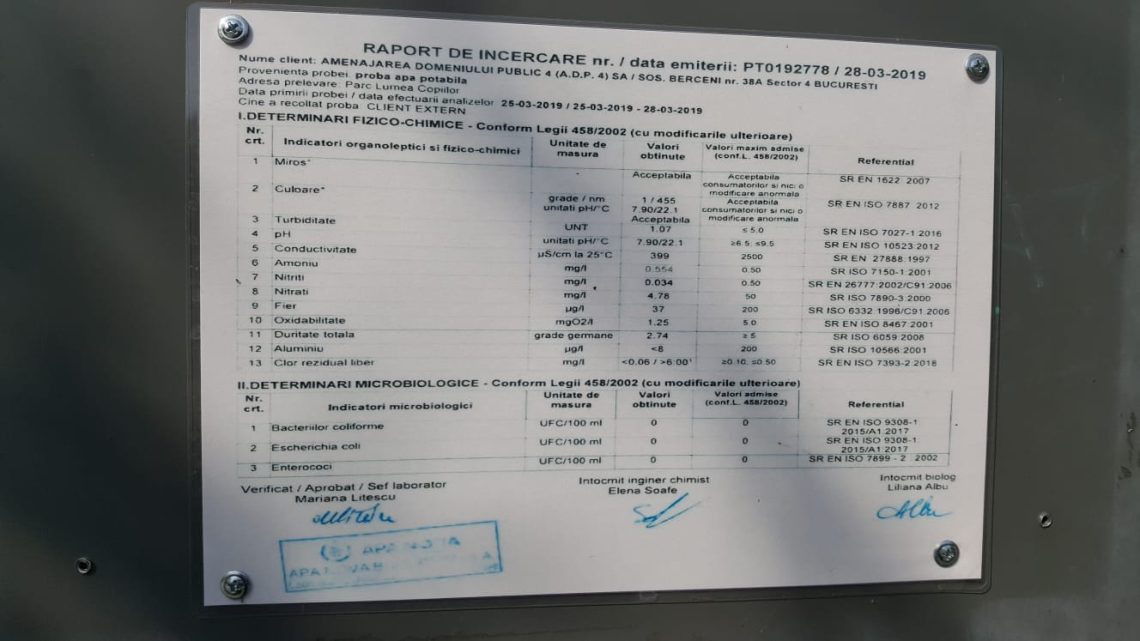 RAPORT DE INCERCARE nr. / data emiterii: PT0192778 / 28-03-2019
Nume client: AMENAJAREA DOMENIULUI PUBLIC 4 (A.D.P. 4) SA / SOS. BERCENI nr. 38A Sector 4 BUCURESTI
Provenienta probei proba apa potabila
Adresa prelevare: Parc Lumea Copiilor
Data primirii probei / data efectuarii analizelor 25-03-2019 / 25-03-2019 - 28-03-2019
Cine a recoltat proba CLIENT EXTERN
I.DETERMINARI FIZICO-CHIMICE - Conform Legii 458/2002 (cu modificarile ulterioare)
Nr. crt. Indicatori organoleptici si fizico-chimici Unitate de masura Valori obtinute Valori maxim admise (conf.L. 458/2002) Referential
1 Miros* Acceptabila Acceptabila consumatorilor si nici o modificare anormala SR EN 1622 2007
2 Culoare* grade / nm unitati pH/°C 1 / 455 7.90/22.1 Acceptabila Acceptabila consumatorilor si nici o modificare anormala SR EN ISO 7887 2012
3 Turbiditate UNT 1.07 ≤ 5.0 SR EN ISO 7027-1 2016
4 pH unitati pH/°C 7.90/22.1 ≥6.5; ≤9.5 SR EN ISO 10523:2012
5 Conductivitate µS/cm la 25°C 399 2500 SR EN 27888:1997
6 Amoniu mg/l 0.554 0.50 SR ISO 7150-1:2001
7 Nitriti mg/l 0.034 0.50 SR EN 26777:2002/C91:2006
8 Nitrati mg/l 4.78 50 SR ISO 7890-3:2000
9 Fier µg/l 37 200 SR ISO 6332:1996/C91:2006
10 Oxidabilitate mgO2/l 1.25 5.0 SR EN ISO 8467:2001
11 Duritate totala grade germane 2.74 ≥ 5 SR ISO 6059:2008
12 Aluminiu µg/l <8 200 SR ISO 10566:2001
13 Clor rezidual liber mg/l <0.06 / >6:00¹ ≥0.10; ≤0.50 SR EN ISO 7393-2:2018
II.DETERMINARI MICROBIOLOGICE - Conform Legii 458/2002 (cu modificarile ulterioare)
Nr. crt. Indicatori microbiologici Unitate de masura Valori obtinute Valori admise (conf.L. 458/2002) Referential
1 Bacteriilor coliforme UFC/100 ml 0 0 SR EN ISO 9308-1 2015/A1:2017
2 Escherichia coli UFC/100 ml 0 0 SR EN ISO 9308-1 2015/A1:2017
3 Enterococi UFC/100 ml 0 0 SR EN ISO 7899 - 2 : 2002
Verificat / Aprobat / Sef laborator
Mariana Litescu
Intocmit inginer chimist
Elena Soafe
Intocmit biolog
Liliana Albu
APA NOVA